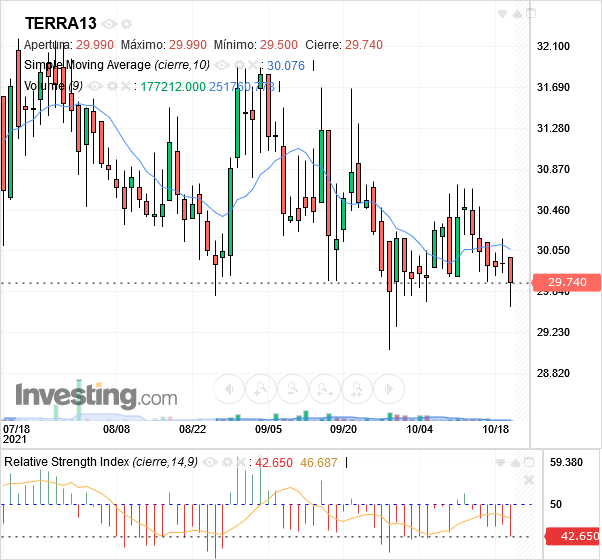 TERRA13
Apertura: 29.990 Máximo: 29.990 Mínimo: 29.500 Cierre: 29.740
Simple Moving Average (cierre,10) : 30.076
Volume (9) : 177212.000
32.100
31.690
31.280
30.870
30.460
30.050
29.740
29.640
29.230
28.820
Investing.com
07/18 08/08 08/22 09/05 09/20 10/04 10/18
2021
Relative Strength Index (cierre,14,9) : 42.650 46.687
59.380
50
42.650